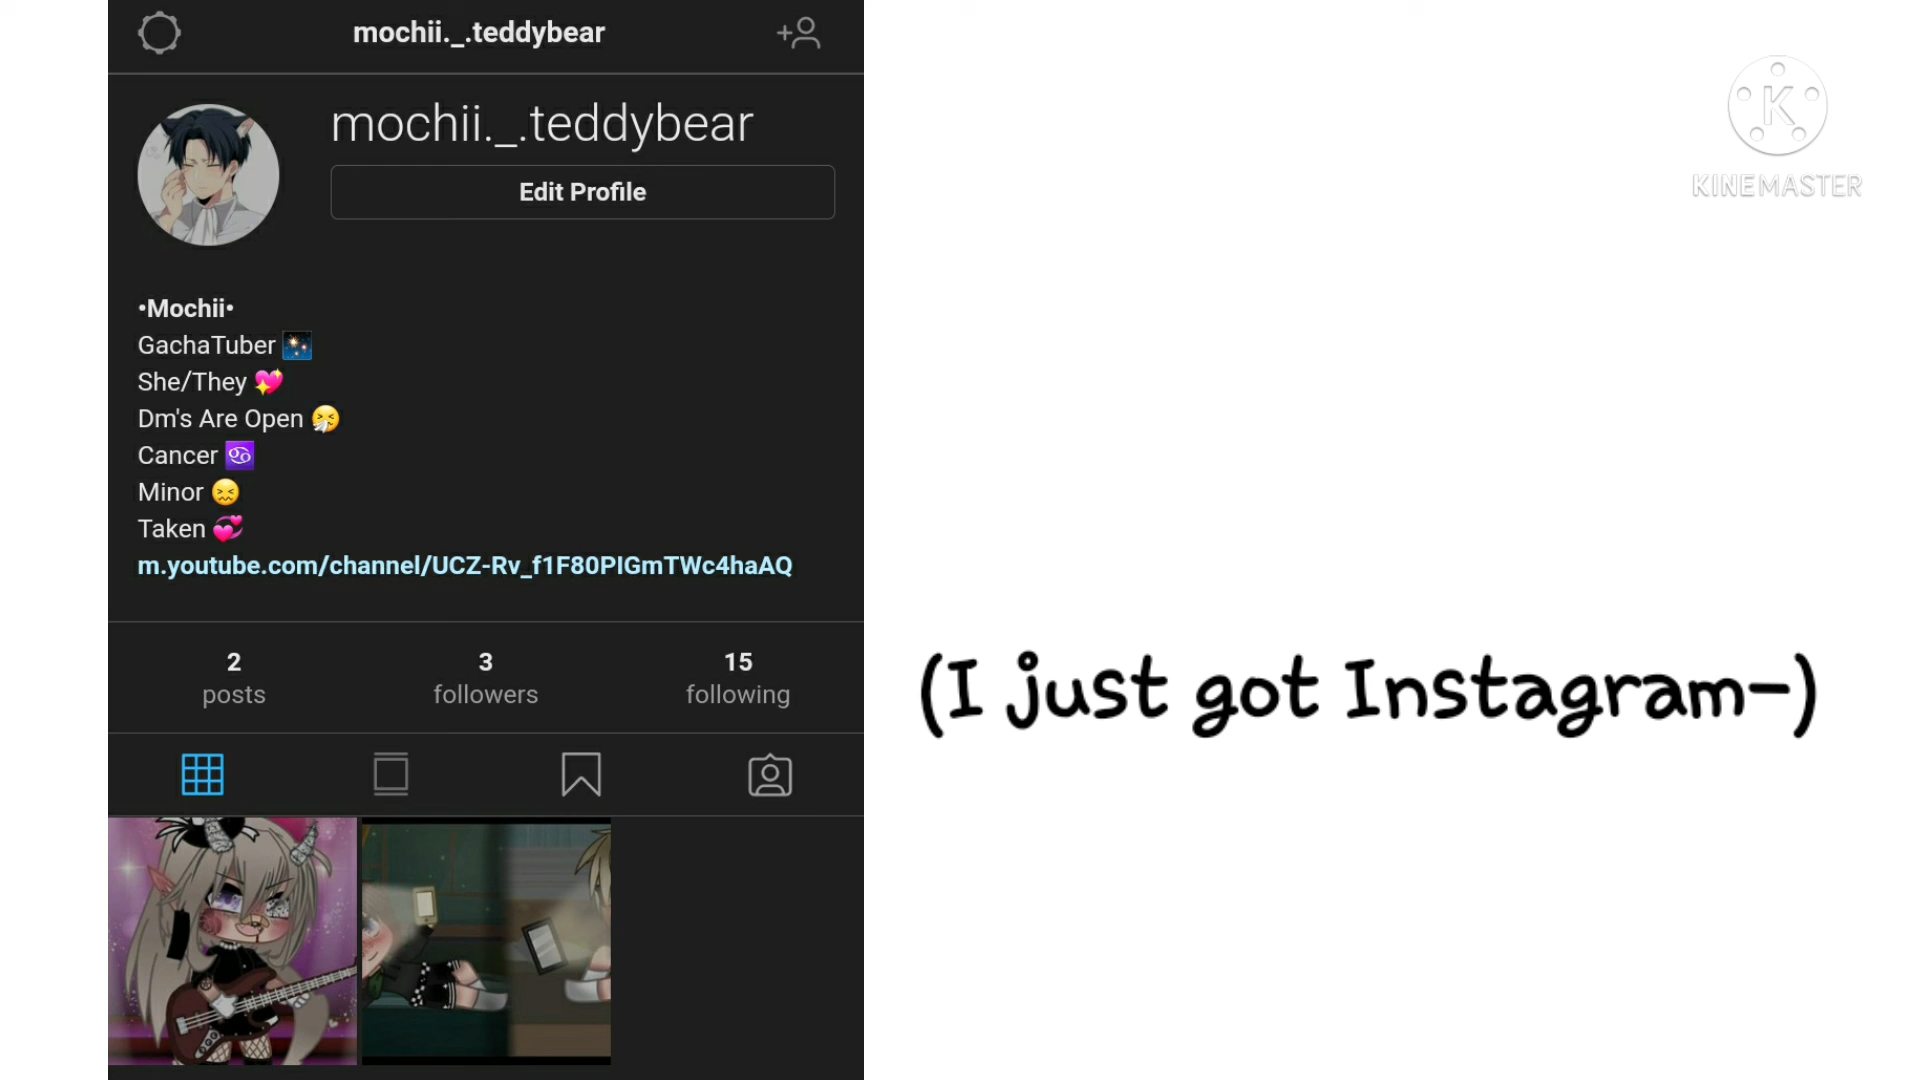 mochii._.teddybear
mochii._.teddybear
Edit Profile
•Mochii•
GachaTuber 🎇
She/They 💖
Dm's Are Open 🤧
Cancer ♋
Minor 😖
Taken 💞
m.youtube.com/channel/UCZ-Rv_f1F80PIGmTWc4haAQ
2 posts
3 followers
15 following
(I just got Instagram-)
K
KINEMASTER